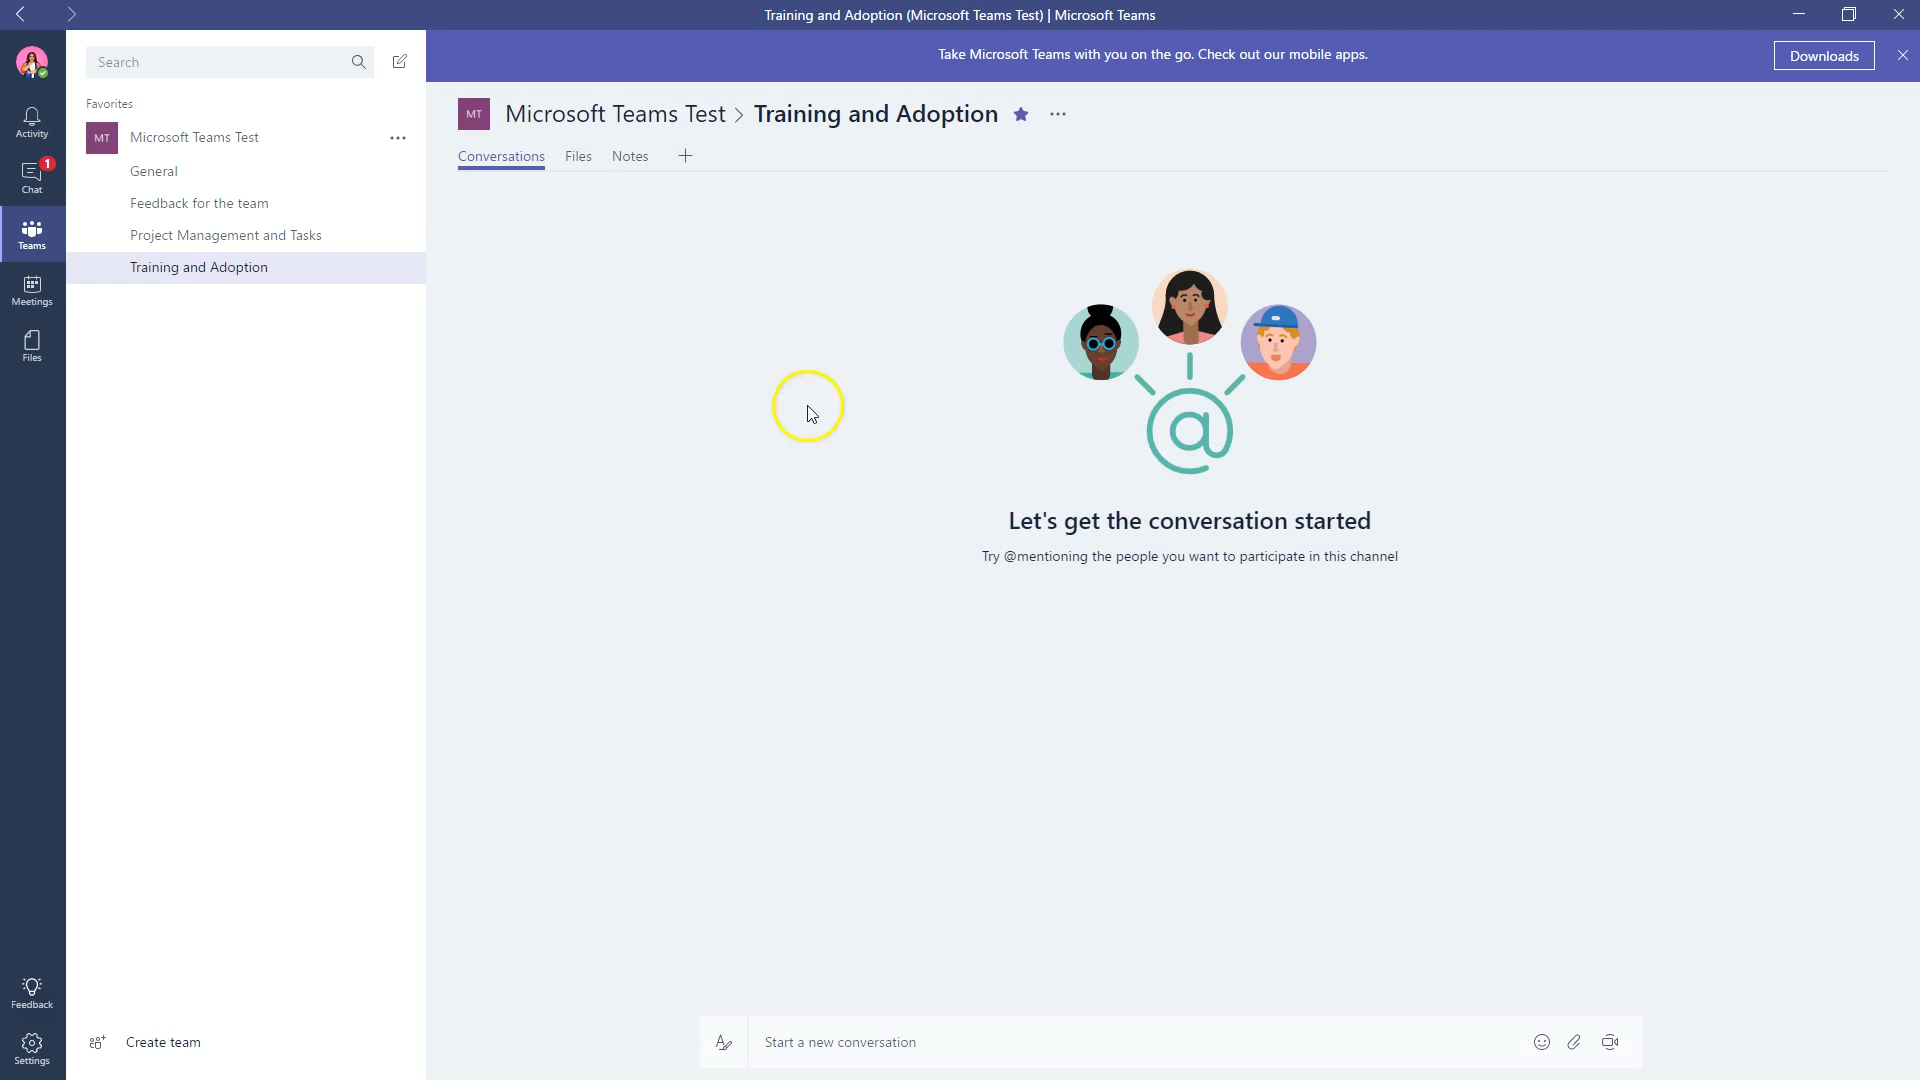 Training and Adoption (Microsoft Teams Test) | Microsoft Teams
Take Microsoft Teams with you on the go. Check out our mobile apps.
Downloads
Activity
1
Chat
Teams
Meetings
Files
Feedback
Settings
Search
Favorites
MT Microsoft Teams Test
General
Feedback for the team
Project Management and Tasks
Training and Adoption
Create team
MT Microsoft Teams Test > Training and Adoption
Conversations Files Notes
@
Let's get the conversation started
Try @mentioning the people you want to participate in this channel
Start a new conversation